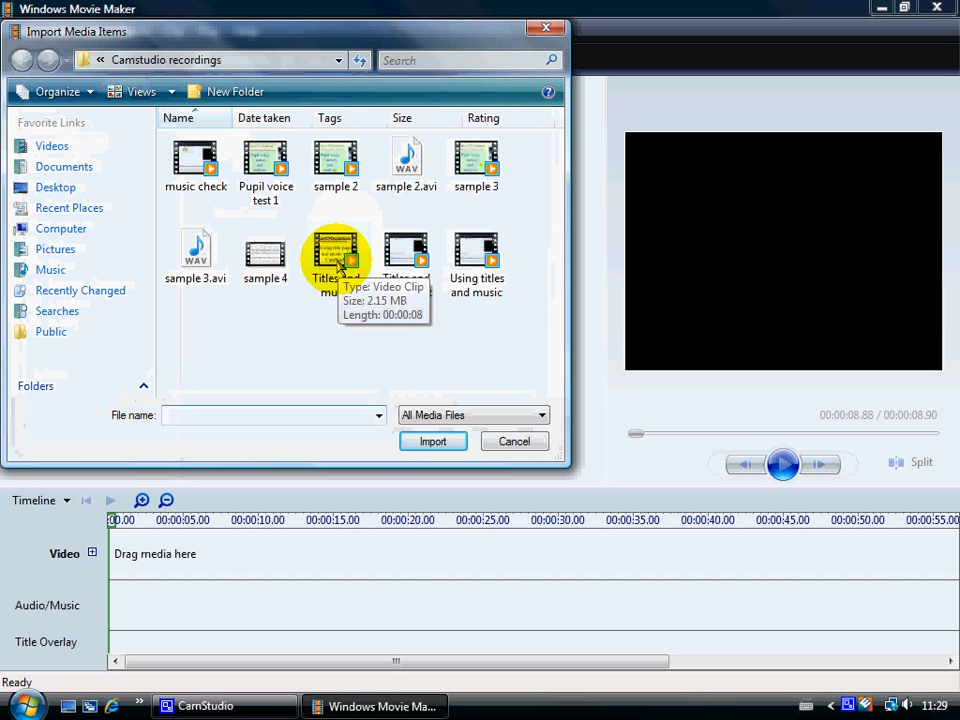 Windows Movie Maker
Import Media Items
« Camstudio recordings
Search
Organize
Views
New Folder
Favorite Links
Videos
Documents
Desktop
Recent Places
Computer
Pictures
Music
Recently Changed
Searches
Public
Folders
Name
Date taken
Tags
Size
Rating
music check
Pupil voice
test 1
sample 2
WAV
sample 2.avi
sample 3
WAV
sample 3.avi
sample 4
Titles and
Using titles
and music
Type: Video Clip
Size: 2.15 MB
Length: 00:00:08
File name:
All Media Files
Import
Cancel
00:00:08.88 / 00:00:08.90
Split
Timeline
:00.00 00:00:05.00 00:00:10.00 00:00:15.00 00:00:20.00 00:00:25.00 00:00:30.00 00:00:35.00 00:00:40.00 00:00:45.00 00:00:50.00 00:00:55.00
Video
Drag media here
Audio/Music
Title Overlay
Ready
CamStudio
Windows Movie Ma...
11:29